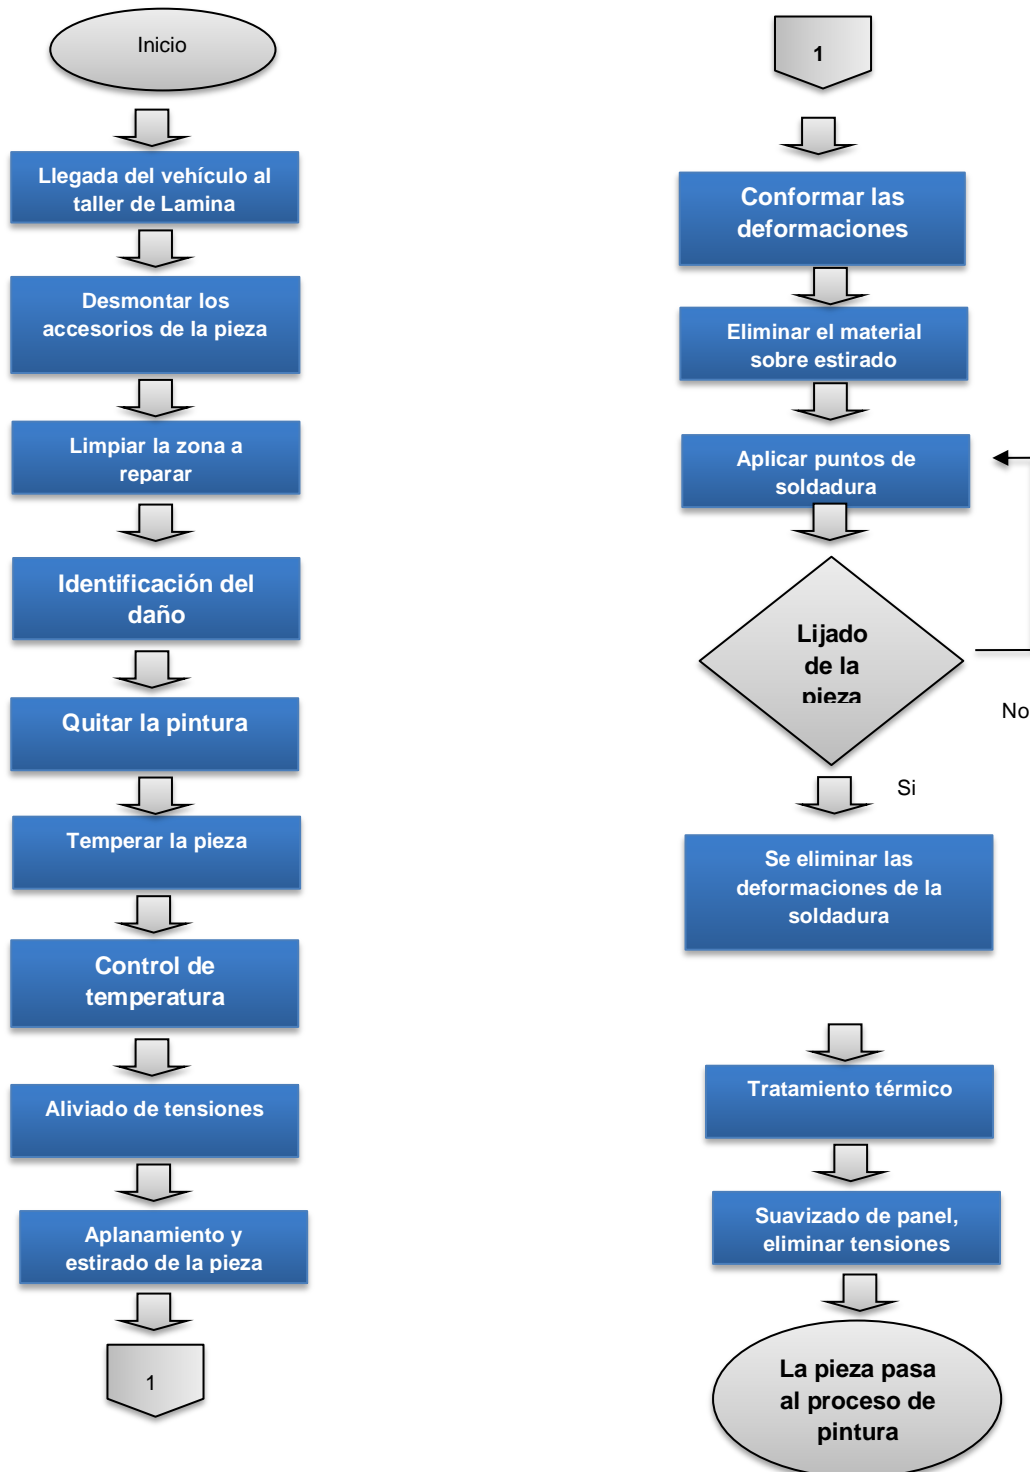 Inicio
Llegada del vehículo al
taller de Lamina
Desmontar los
accesorios de la pieza
Limpiar la zona a
reparar
Identificación del
daño
Quitar la pintura
Temperar la pieza
Control de
temperatura
Aliviado de tensiones
Aplanamiento y
estirado de la pieza
1
1
Conformar las
deformaciones
Eliminar el material
sobre estirado
Aplicar puntos de
soldadura
Lijado
de la
pieza
No
Si
Se eliminar las
deformaciones de la
soldadura
Tratamiento térmico
Suavizado de panel,
eliminar tensiones
La pieza pasa
al proceso de
pintura